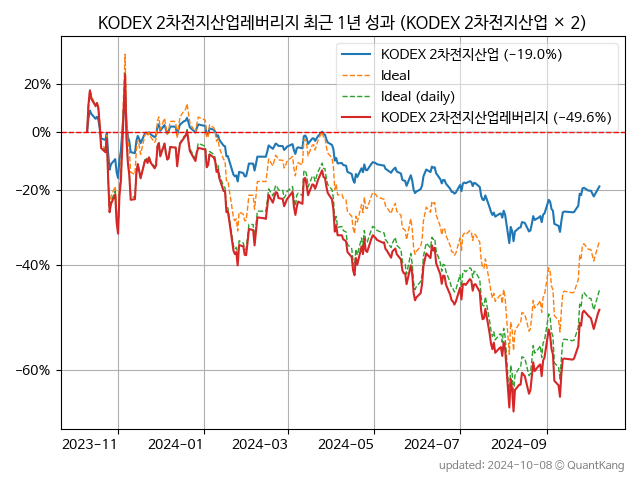 KODEX 2차전지산업레버리지 최근 1년 성과 (KODEX 2차전지산업 × 2)
KODEX 2차전지산업 (−19.0%)
Ideal
Ideal (daily)
KODEX 2차전지산업레버리지 (−49.6%)
20%
0%
−20%
−40%
−60%
2023-11
2024-01
2024-03
2024-05
2024-07
2024-09
updated: 2024-10-08 © QuantKang